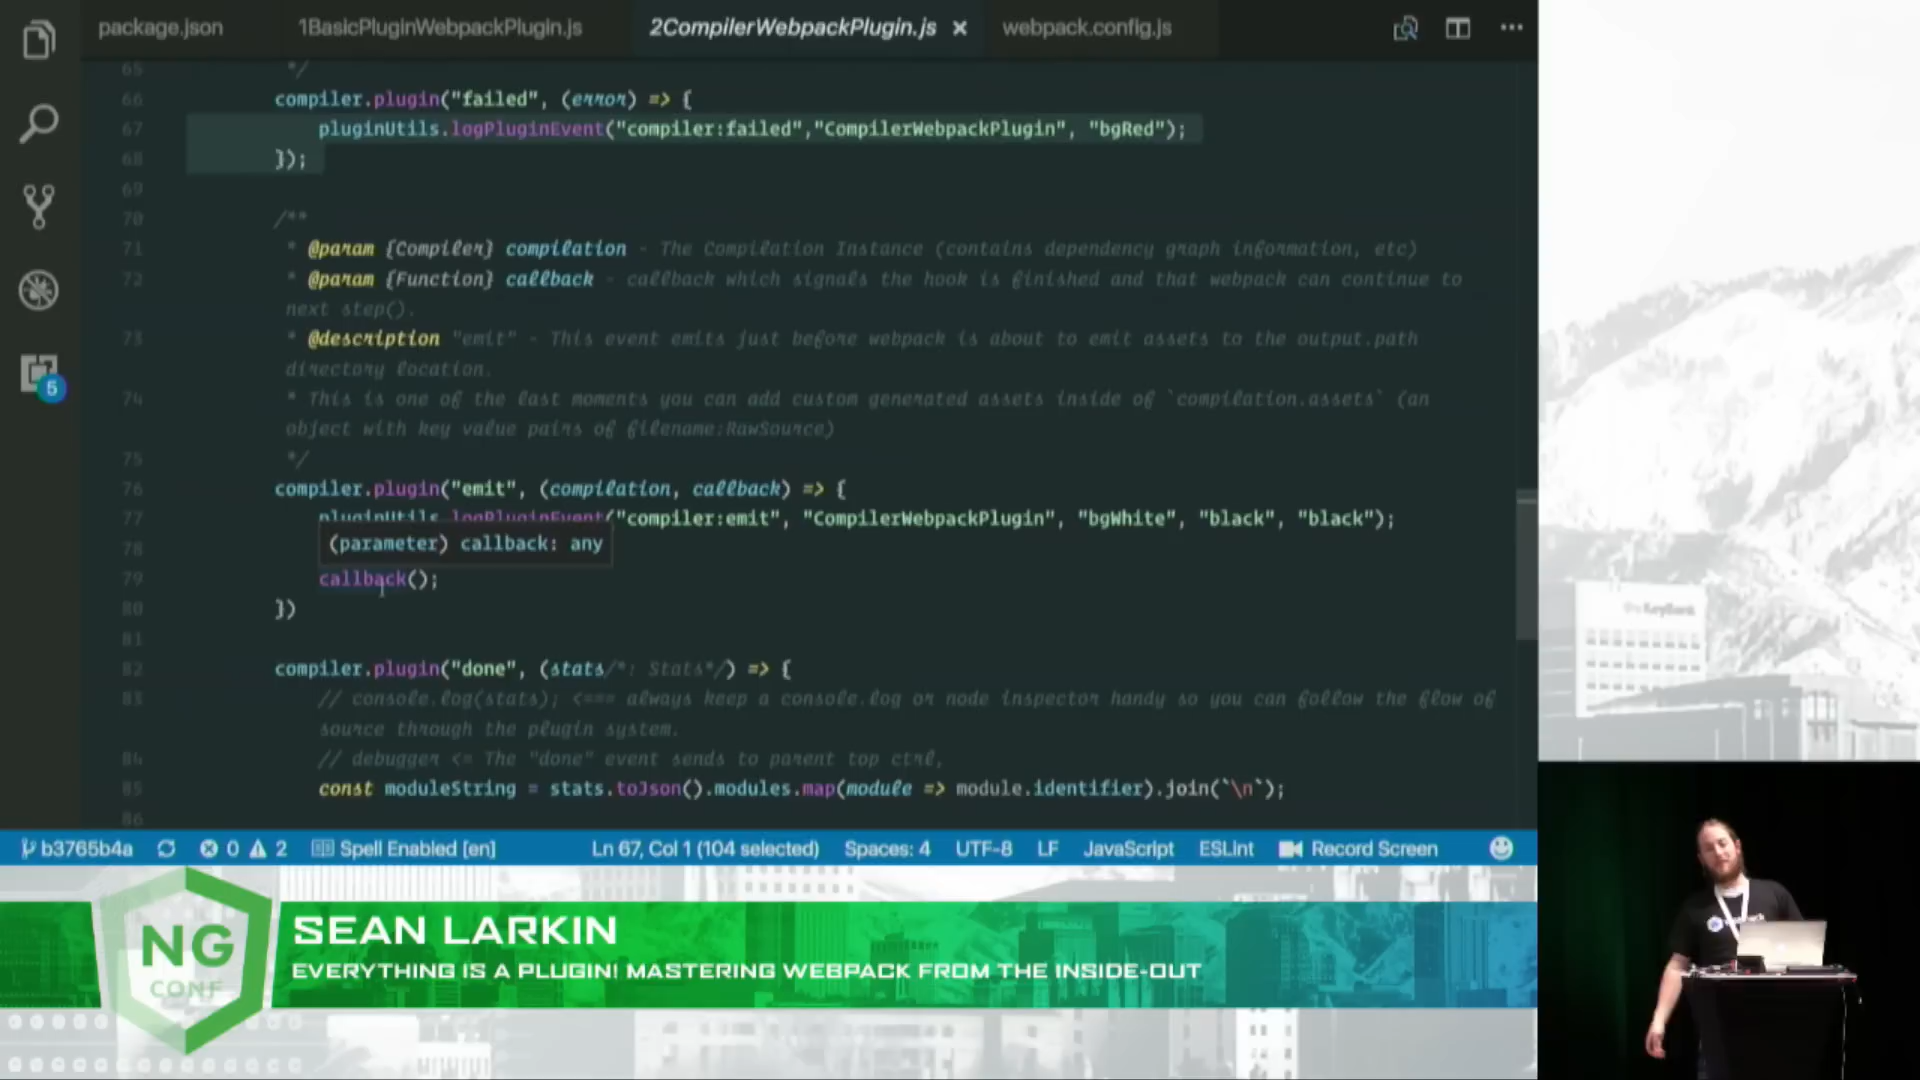 package.json 1BasicPluginWebpackPlugin.js 2CompilerWebpackPlugin.js webpack.config.js
65 */
66 compiler.plugin("failed", (error) => {
67 pluginUtils.logPluginEvent("compiler:failed","CompilerWebpackPlugin", "bgRed");
68 });
69
70 /**
71 * @param {Compiler} compilation - The Compilation Instance (contains dependency graph information, etc)
72 * @param {Function} callback - callback which signals the hook is finished and that webpack can continue to
next step().
73 * @description "emit" - This event emits just before webpack is about to emit assets to the output.path
directory location.
74 * This is one of the last moments you can add custom generated assets inside of `compilation.assets` (an
object with key value pairs of filename:RawSource)
75 */
76 compiler.plugin("emit", (compilation, callback) => {
77 pluginUtils.logPluginEvent("compiler:emit", "CompilerWebpackPlugin", "bgWhite", "black", "black");
(parameter) callback: any
78
79 callback();
80 })
81
82 compiler.plugin("done", (stats/*: Stats*/) => {
83 // console.log(stats); <=== always keep a console.log or node inspector handy so you can follow the flow of
source through the plugin system.
84 // debugger <= The "done" event sends to parent top ctrl,
85 const moduleString = stats.toJson().modules.map(module => module.identifier).join(`\n`);
86
5
b3765b4a 0 2 Spell Enabled [en] Ln 67, Col 1 (104 selected) Spaces: 4 UTF-8 LF JavaScript ESLint Record Screen
NG
CONF
SEAN LARKIN
EVERYTHING IS A PLUGIN! MASTERING WEBPACK FROM THE INSIDE-OUT
KeyBank